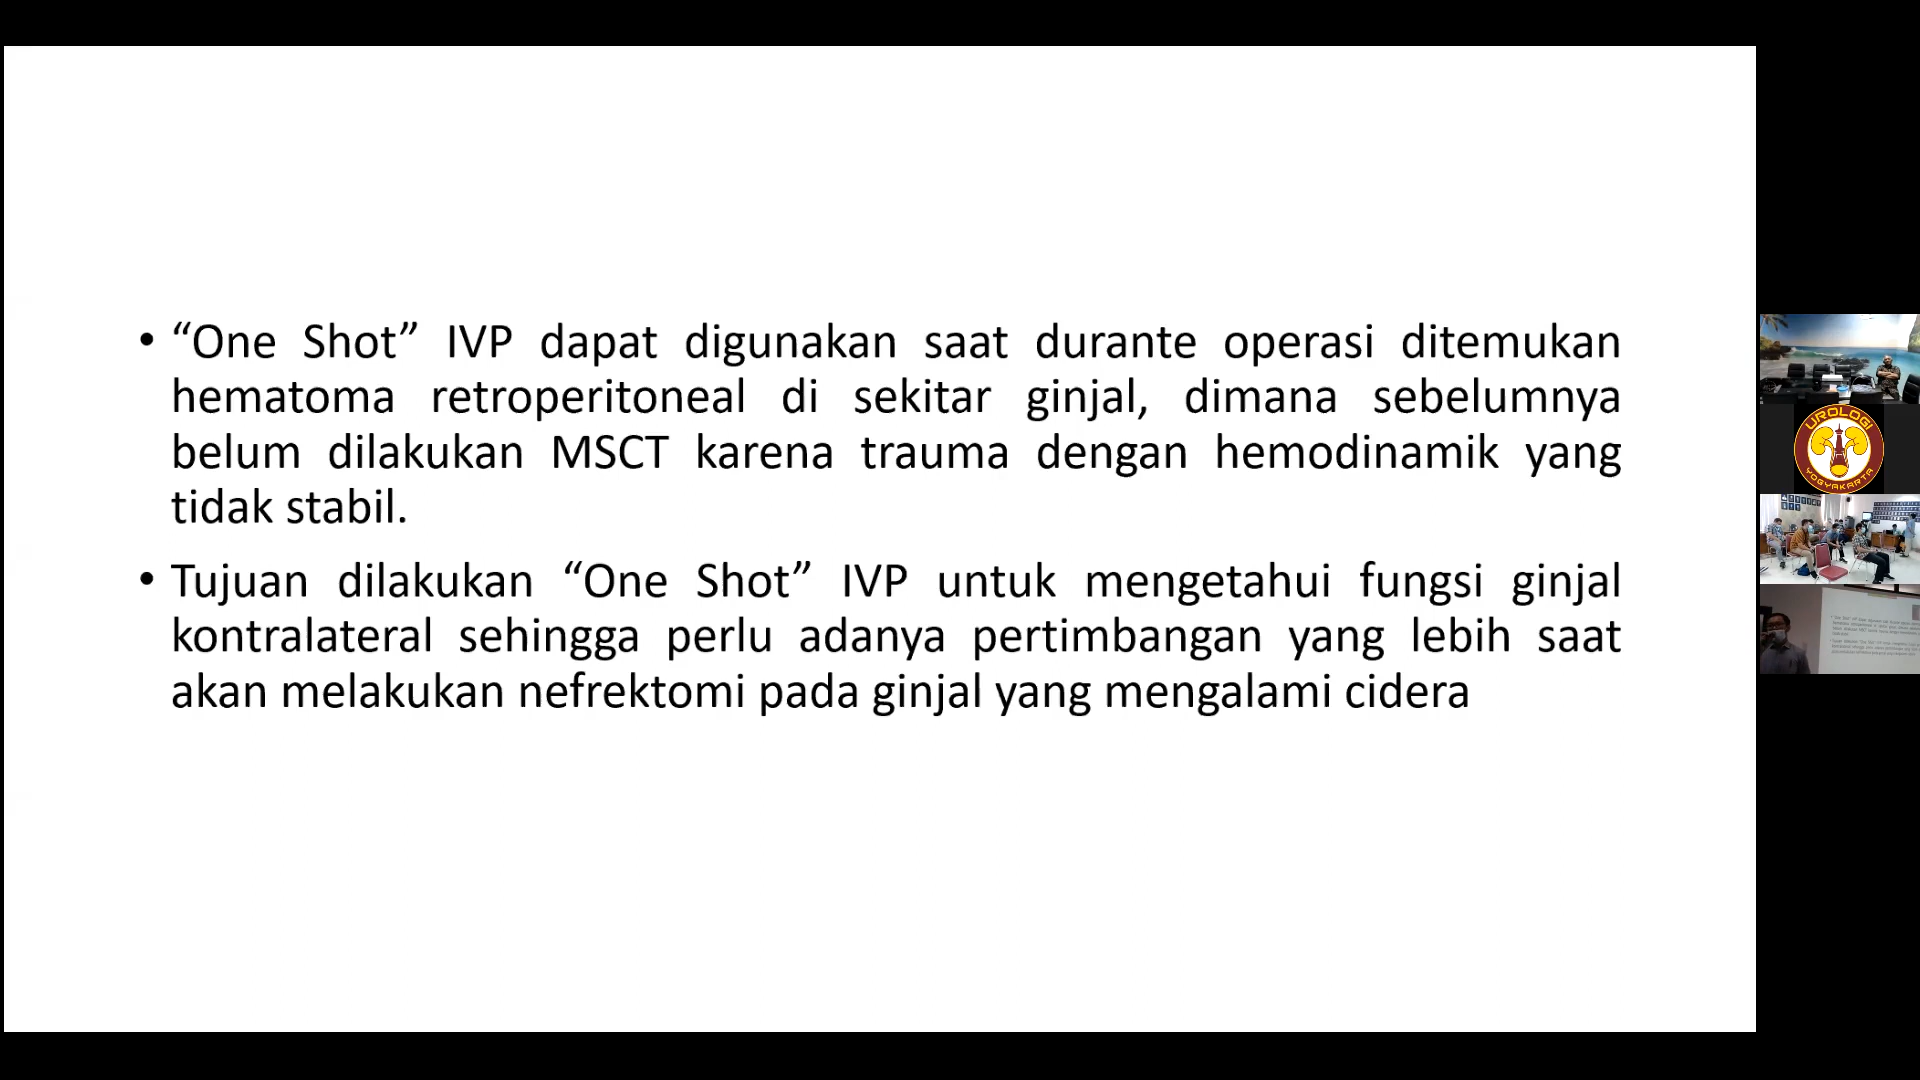 • “One Shot” IVP dapat digunakan saat durante operasi ditemukan
hematoma retroperitoneal di sekitar ginjal, dimana sebelumnya
belum dilakukan MSCT karena trauma dengan hemodinamik yang
tidak stabil.
• Tujuan dilakukan “One Shot” IVP untuk mengetahui fungsi ginjal
kontralateral sehingga perlu adanya pertimbangan yang lebih saat
akan melakukan nefrektomi pada ginjal yang mengalami cidera
UROLOGI
YOGYAKARTA